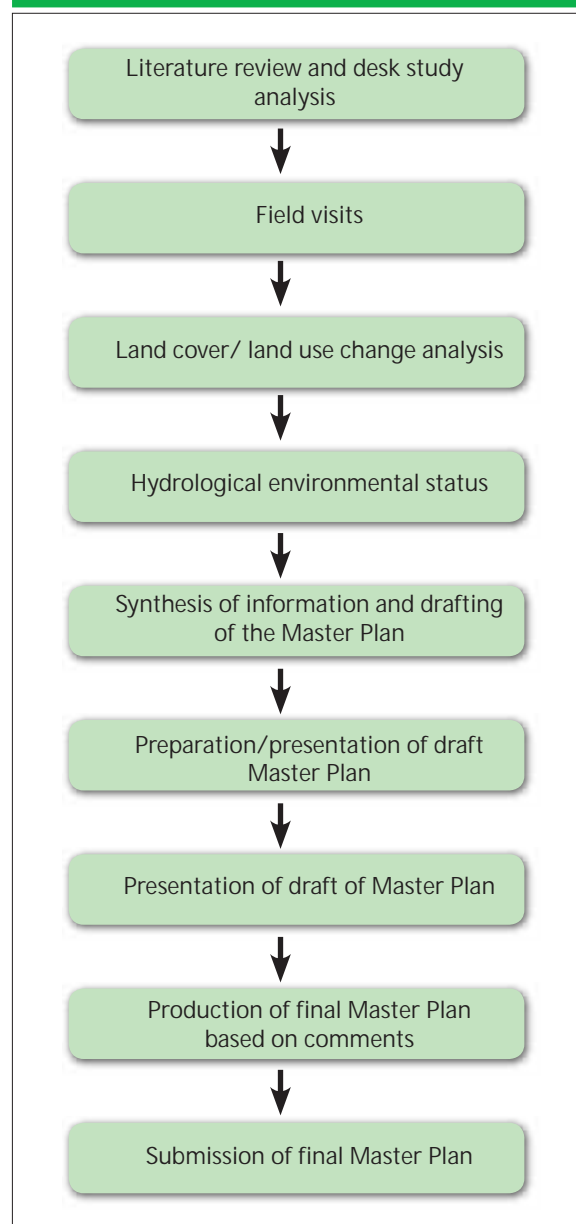 Literature review and desk study
analysis
Field visits
Land cover/ land use change analysis
Hydrological environmental status
Synthesis of information and drafting
of the Master Plan
Preparation/presentation of draft
Master Plan
Presentation of draft of Master Plan
Production of final Master Plan
based on comments
Submission of final Master Plan